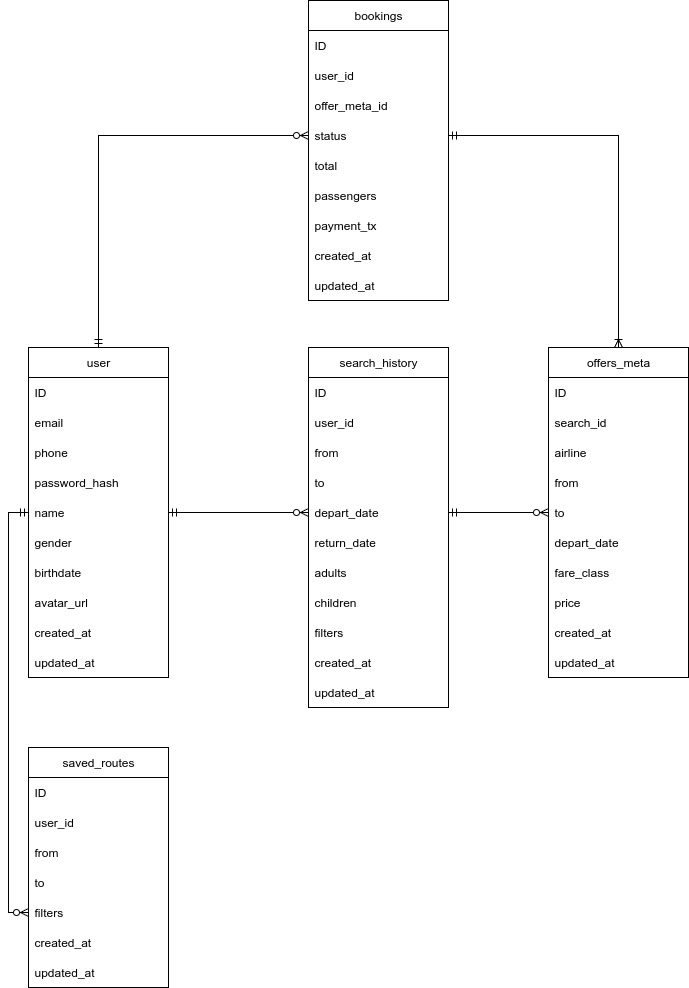 bookings
ID
user_id
offer_meta_id
status
total
passengers
payment_tx
created_at
updated_at
user
ID
email
phone
password_hash
name
gender
birthdate
avatar_url
created_at
updated_at
search_history
ID
user_id
from
to
depart_date
return_date
adults
children
filters
created_at
updated_at
offers_meta
ID
search_id
airline
from
to
depart_date
fare_class
price
created_at
updated_at
saved_routes
ID
user_id
from
to
filters
created_at
updated_at